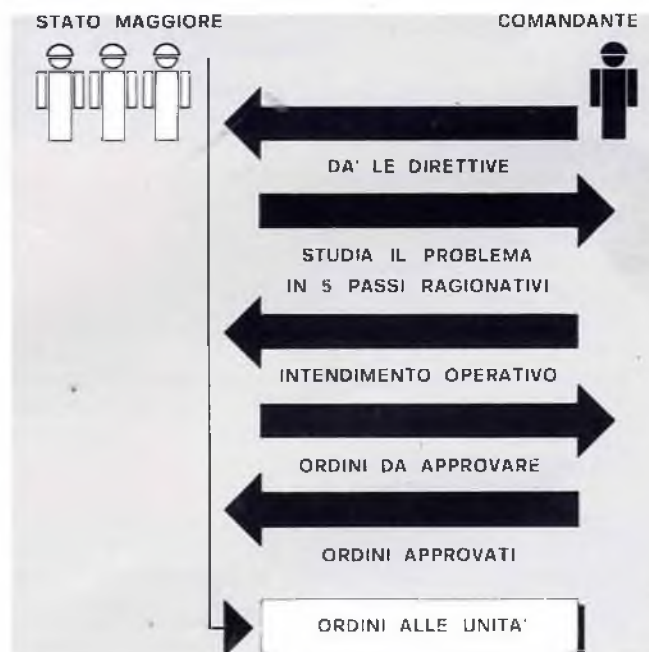 STATO MAGGIORE
COMANDANTE
DA' LE DIRETTIVE
STUDIA IL PROBLEMA
IN 5 PASSI RAGIONATIVI
INTENDIMENTO OPERATIVO
ORDINI DA APPROVARE
ORDINI APPROVATI
ORDINI ALLE UNITA'